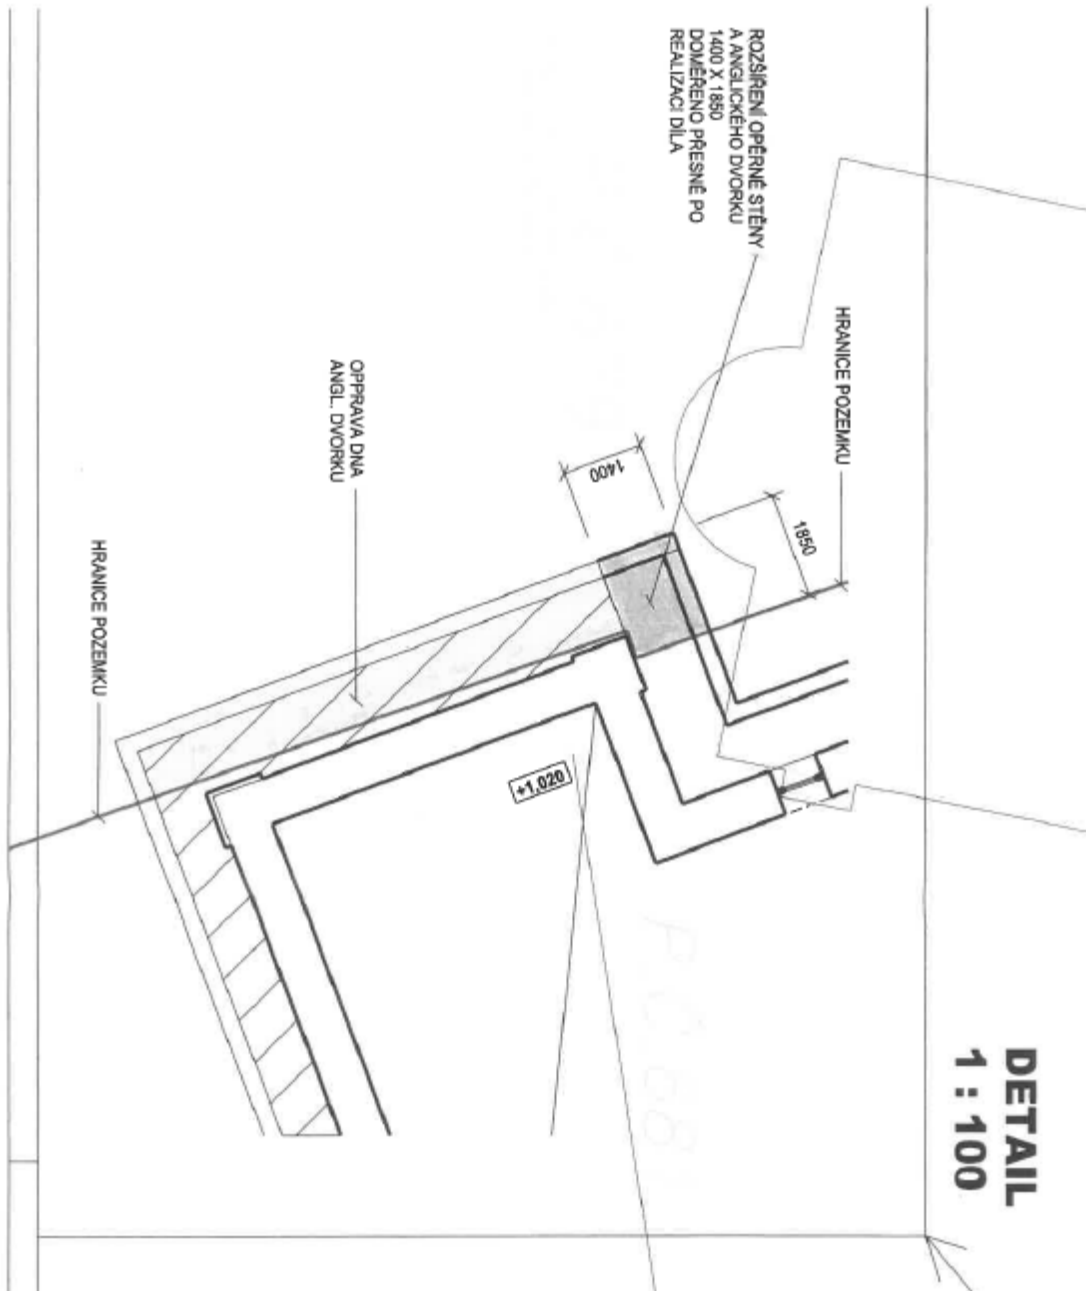 DETAIL
1 : 100
HRANICE POZEMKU
ROZŠÍŘENÍ OPĚRNÉ STĚNY
A ANGLICKÉHO DVORKU
1400 X 1850
DOMĚŘENO PŘESNĚ PO
REALIZACI DÍLA
1850
1400
+1,020
OPPRAVA DNA
ANGL. DVORKU
HRANICE POZEMKU